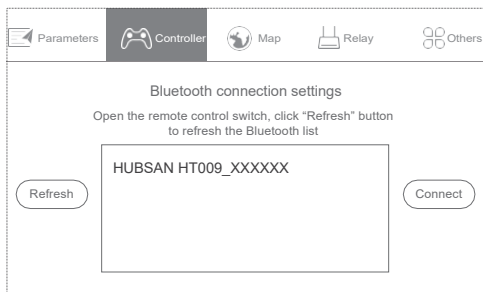 Parameters
Controller
Map
Relay
Others
Bluetooth connection settings
Open the remote control switch, click “Refresh” button
to refresh the Bluetooth list
HUBSAN HT009_XXXXXX
Refresh
Connect